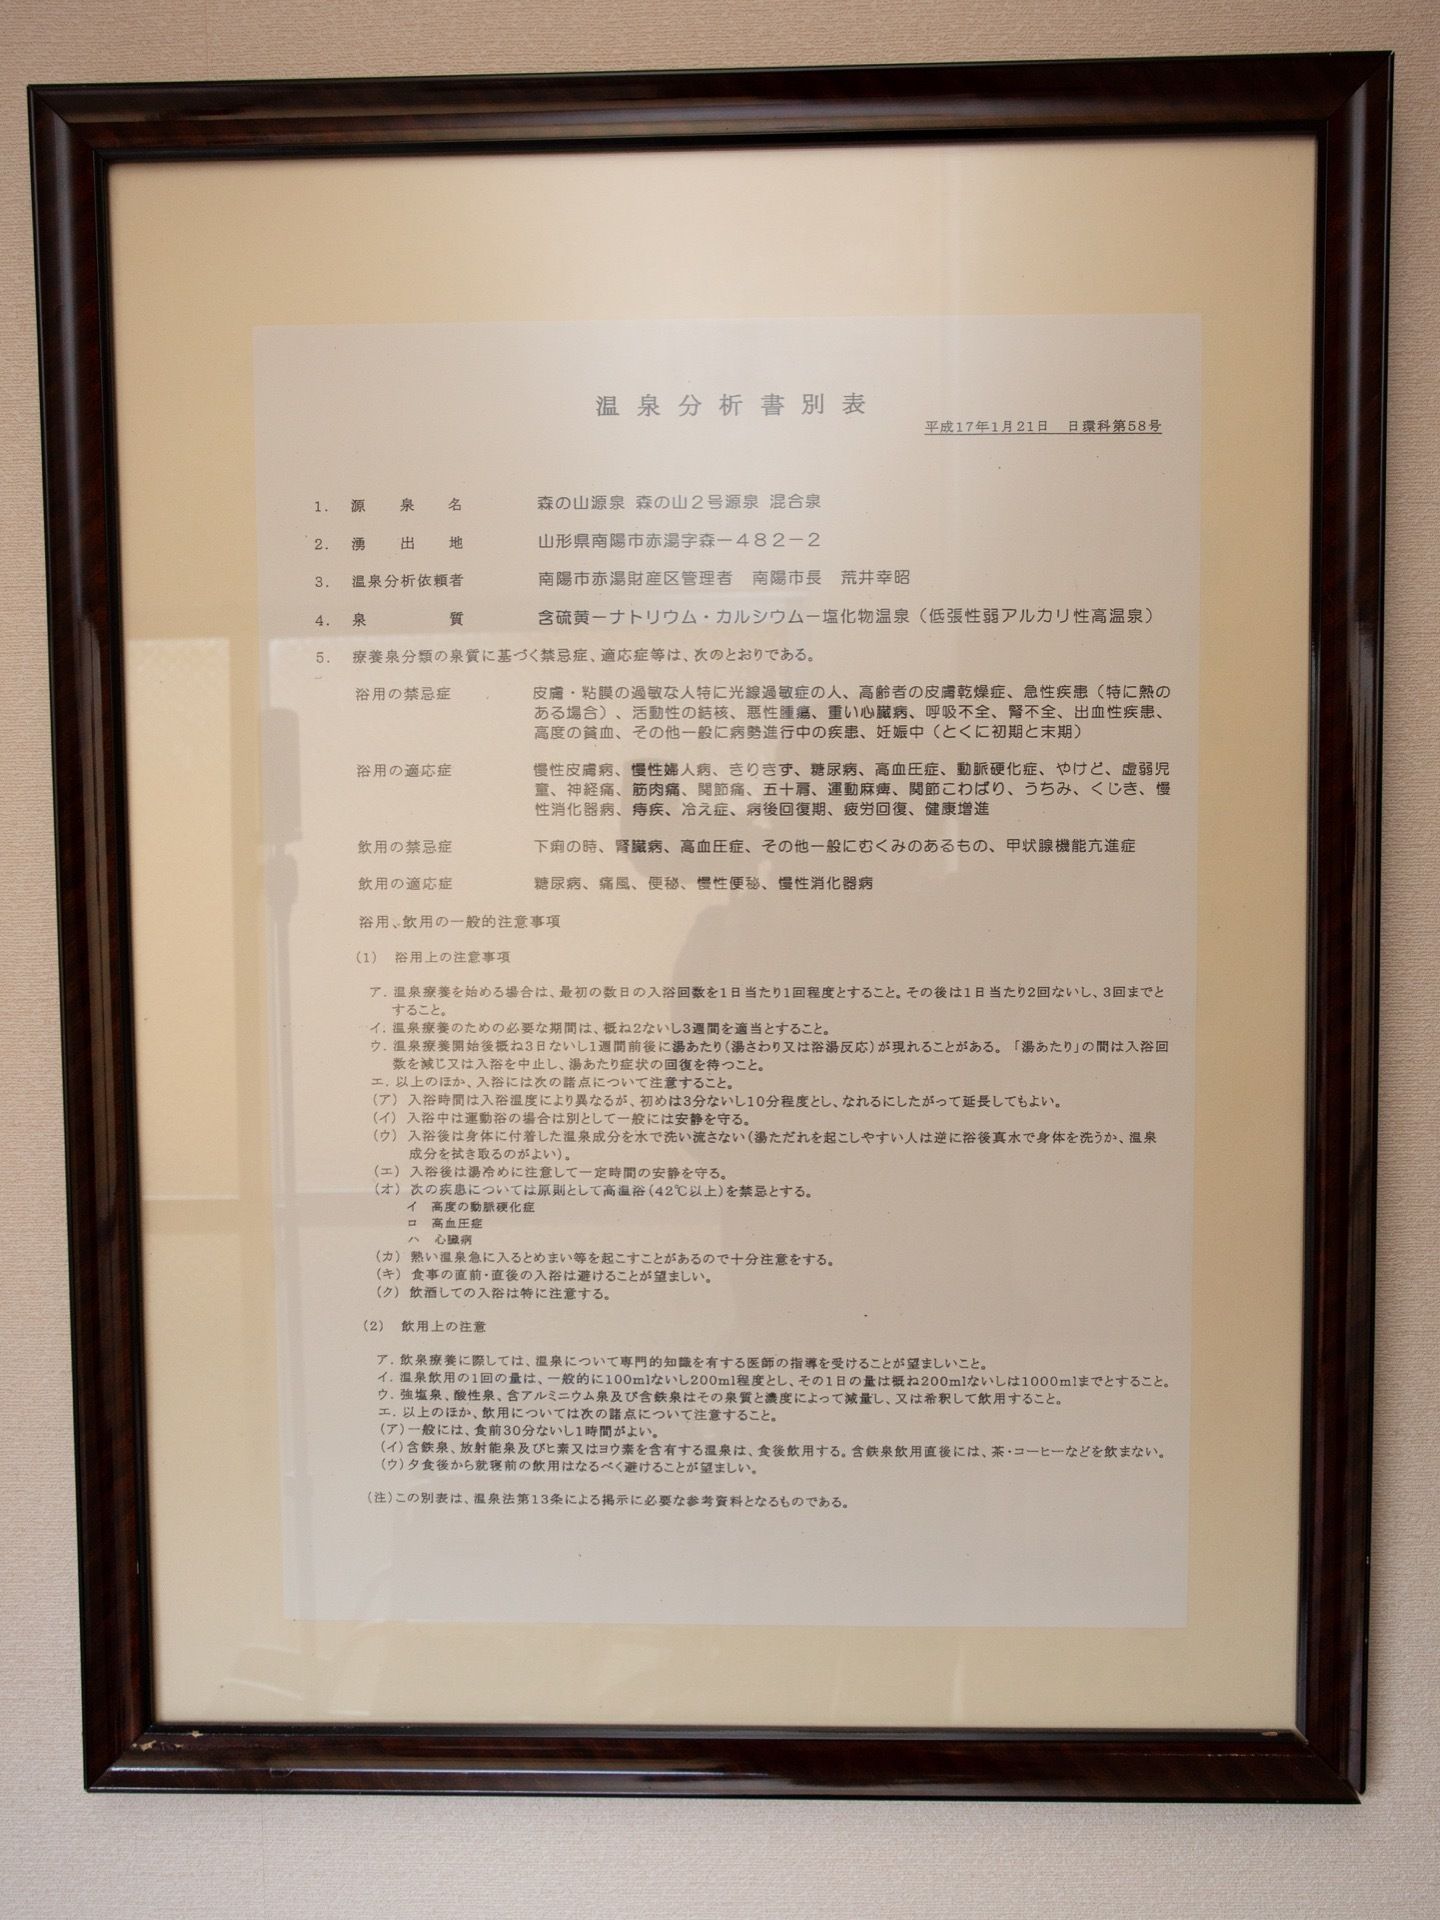 温泉分析書別表
平成17年1月21日　日環科第58号
1.　源泉名　森の山源泉 森の山2号源泉 混合泉
2.　湧出地　山形県南陽市赤湯字森一482-2
3.　温泉分析依頼者　南陽市赤湯財産区管理者　南陽市長　荒井幸昭
4.　泉質　含硫黄ーナトリウム・カルシウムー塩化物温泉（低張性弱アルカリ性高温泉）
5.　療養泉分類の泉質に基づく禁忌症、適応症等は、次のとおりである。
浴用の禁忌症　皮膚・粘膜の過敏な人特に光線過敏症の人、高齢者の皮膚乾燥症、急性疾患（特に熱の
ある場合）、活動性の結核、悪性腫瘍、重い心臓病、呼吸不全、腎不全、出血性疾患、
高度の貧血、その他一般に病勢進行中の疾患、妊娠中（とくに初期と末期）
浴用の適応症　慢性皮膚病、慢性婦人病、きりきず、糖尿病、高血圧症、動脈硬化症、やけど、虚弱児
童、神経痛、筋肉痛、関節痛、五十肩、運動麻痺、関節こわばり、うちみ、くじき、慢
性消化器病、痔疾、冷え症、病後回復期、疲労回復、健康増進
飲用の禁忌症　下痢の時、腎臓病、高血圧症、その他一般にむくみのあるもの、甲状腺機能亢進症
飲用の適応症　糖尿病、痛風、便秘、慢性便秘、慢性消化器病
浴用、飲用の一般的注意事項
（1）　浴用上の注意事項
ア．温泉療養を始める場合は、最初の数日の入浴回数を1日当たり1回程度とすること。その後は1日当たり2回ないし、3回までと
すること。
イ．温泉療養のための必要な期間は、概ね2ないし3週間を適当とすること。
ウ．温泉療養開始後概ね3日ないし1週間前後に湯あたり（湯さわり又は浴湯反応）が現れることがある。「湯あたり」の間は入浴回
数を減じ又は入浴を中止し、湯あたり症状の回復を待つこと。
エ．以上のほか、入浴には次の諸点について注意すること。
（ア）入浴時間は入浴温度により異なるが、初めは3分ないし10分程度とし、なれるにしたがって延長してもよい。
（イ）入浴中は運動浴の場合は別として一般には安静を守る。
（ウ）入浴後は身体に付着した温泉成分を水で洗い流さない（湯ただれを起こしやすい人は逆に浴後真水で身体を洗うか、温泉
成分を拭き取るのがよい）。
（エ）入浴後は湯冷めに注意して一定時間の安静を守る。
（オ）次の疾患については原則として高温浴（42℃以上）を禁忌とする。
イ　高度の動脈硬化症
ロ　高血圧症
ハ　心臓病
（カ）熱い温泉急に入るとめまい等を起こすことがあるので十分注意をする。
（キ）食事の直前・直後の入浴は避けることが望ましい。
（ク）飲酒しての入浴は特に注意する。
（2）　飲用上の注意
ア．飲泉療養に際しては、温泉について専門的知識を有する医師の指導を受けることが望ましいこと。
イ．温泉飲用の1回の量は、一般的に100mlないし200ml程度とし、その1日の量は概ね200mlないしは1000mlまでとすること。
ウ．強塩泉、酸性泉、含アルミニウム泉及び含鉄泉はその泉質と濃度によって減量し、又は希釈して飲用すること。
エ．以上のほか、飲用については次の諸点について注意すること。
（ア）一般には、食前30分ないし1時間がよい。
（イ）含鉄泉、放射能泉及びヒ素又はヨウ素を含有する温泉は、食後飲用する。含鉄泉飲用直後には、茶・コーヒーなどを飲まない。
（ウ）夕食後から就寝前の飲用はなるべく避けることが望ましい。
（注）この別表は、温泉法第13条による掲示に必要な参考資料となるものである。